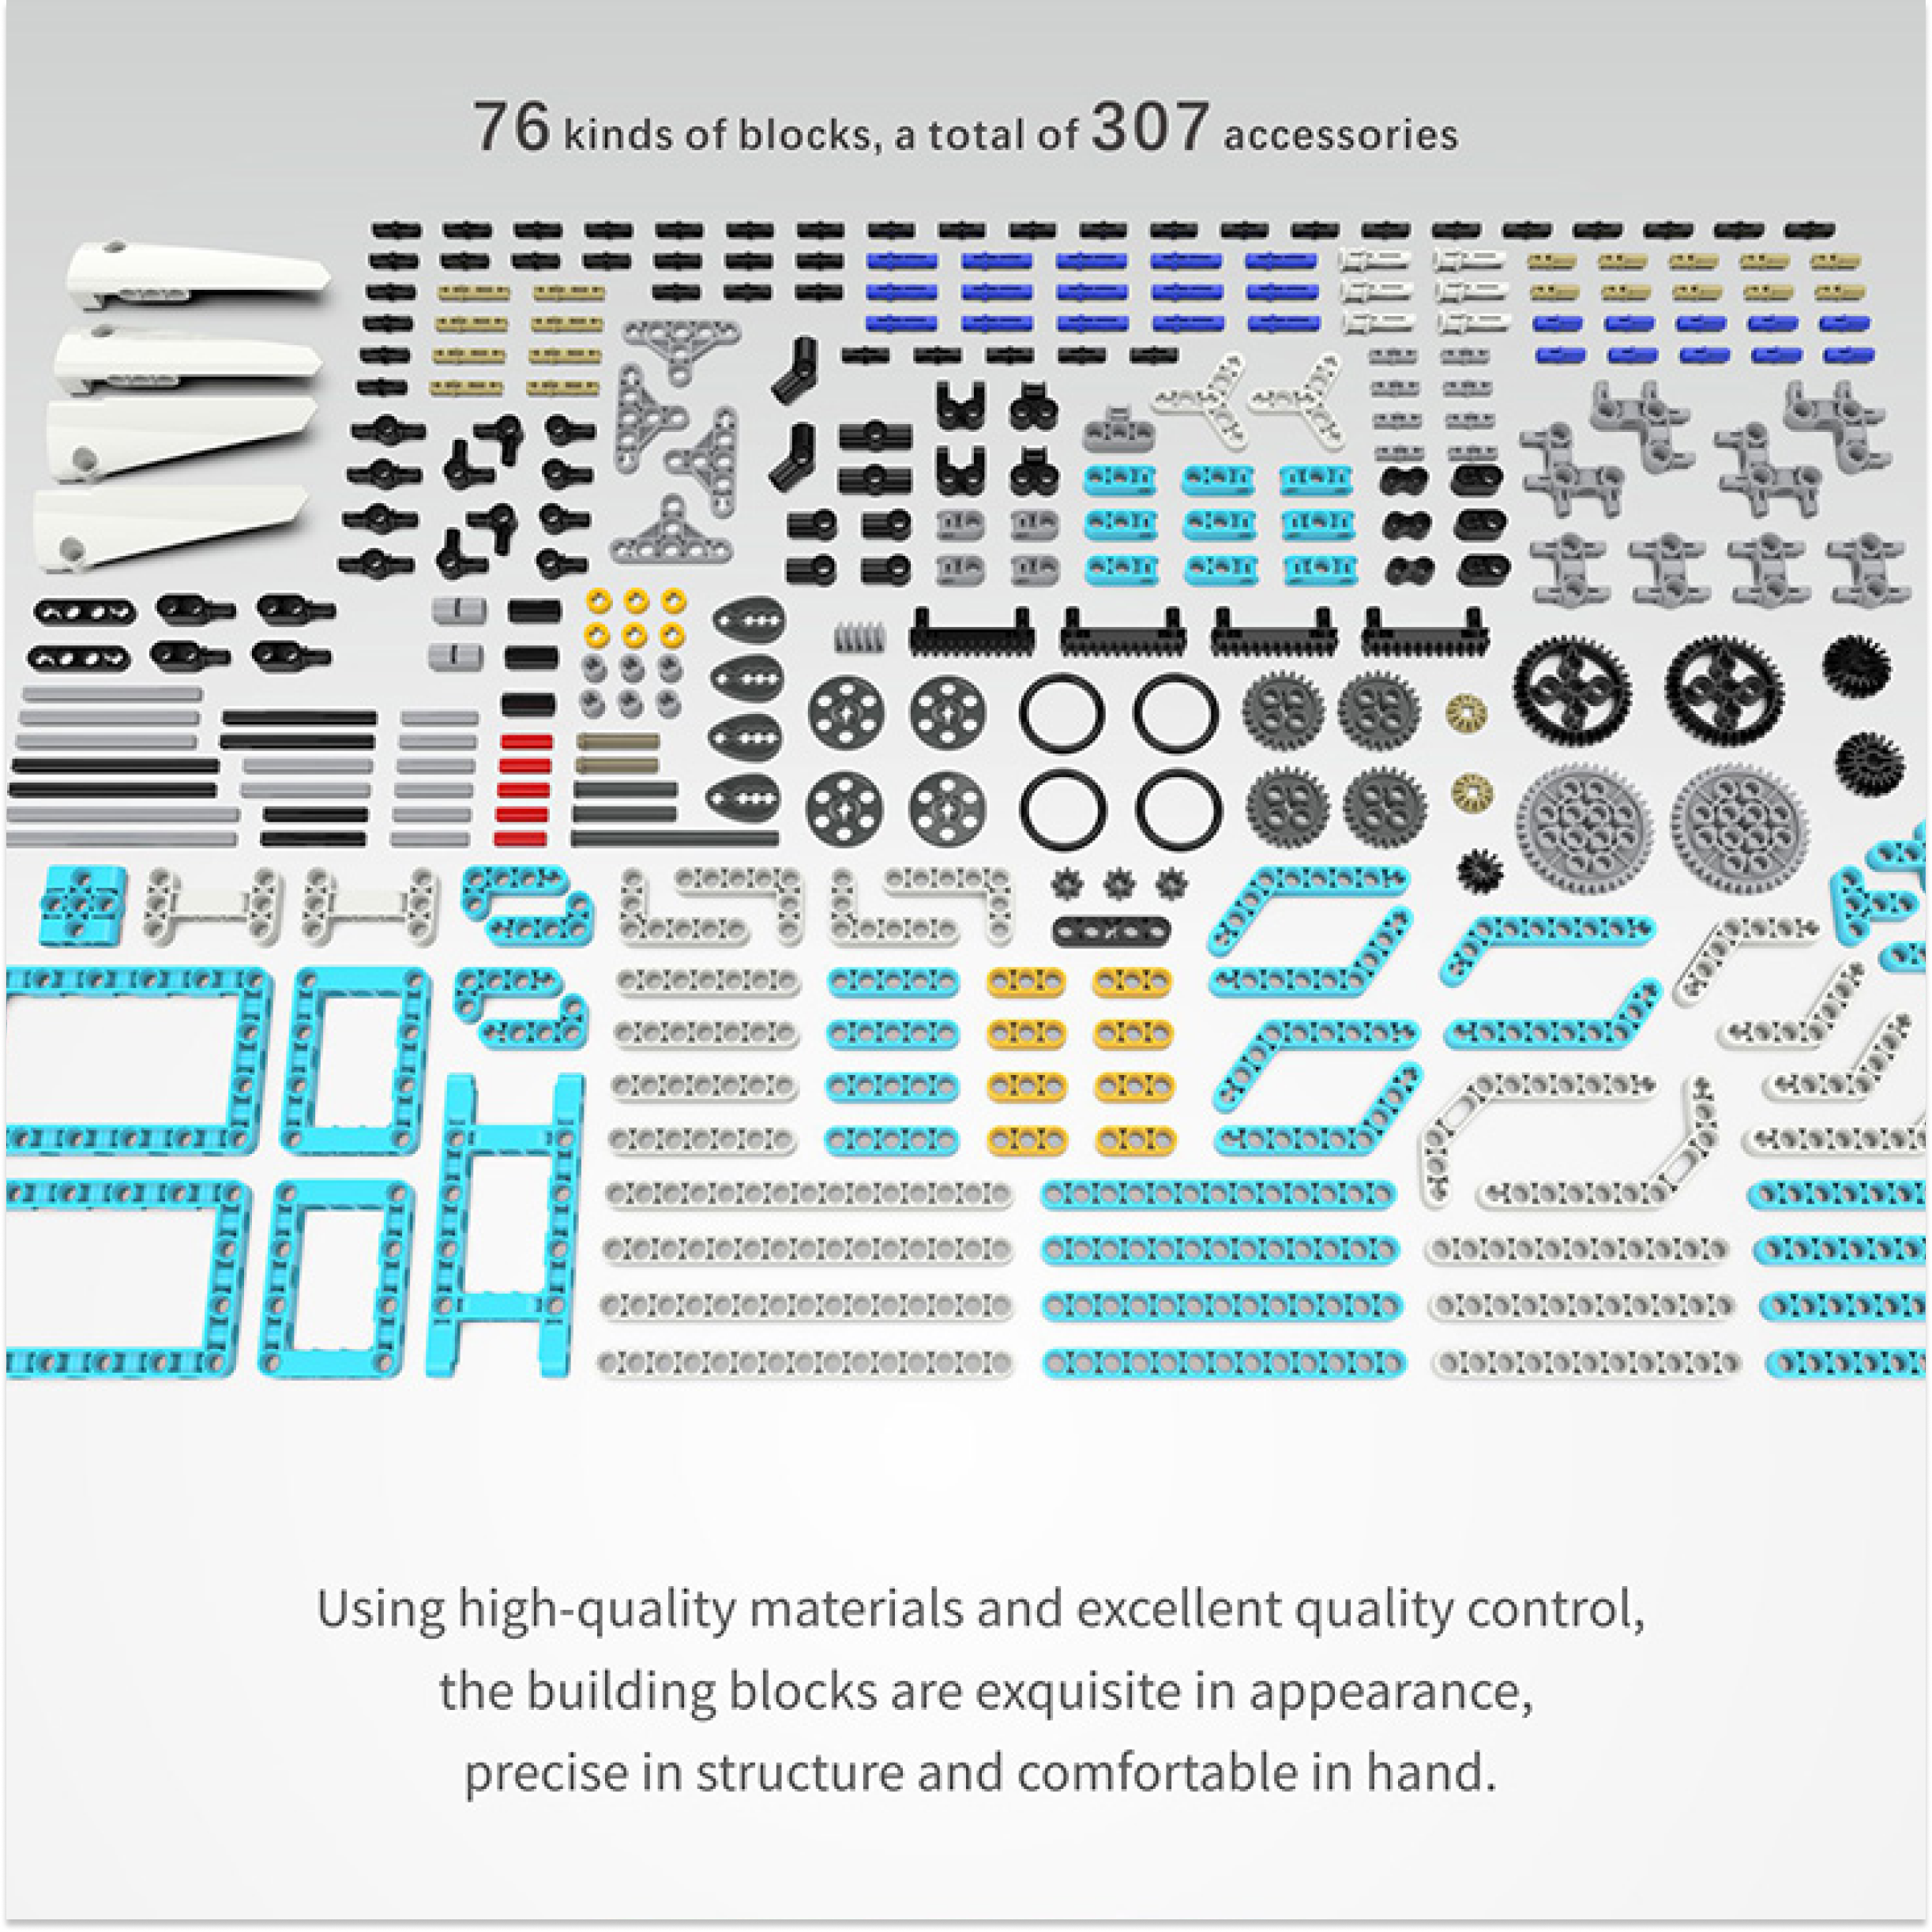 76 kinds of blocks, a total of 307 accessories
Using high-quality materials and excellent quality control,
the building blocks are exquisite in appearance,
precise in structure and comfortable in hand.